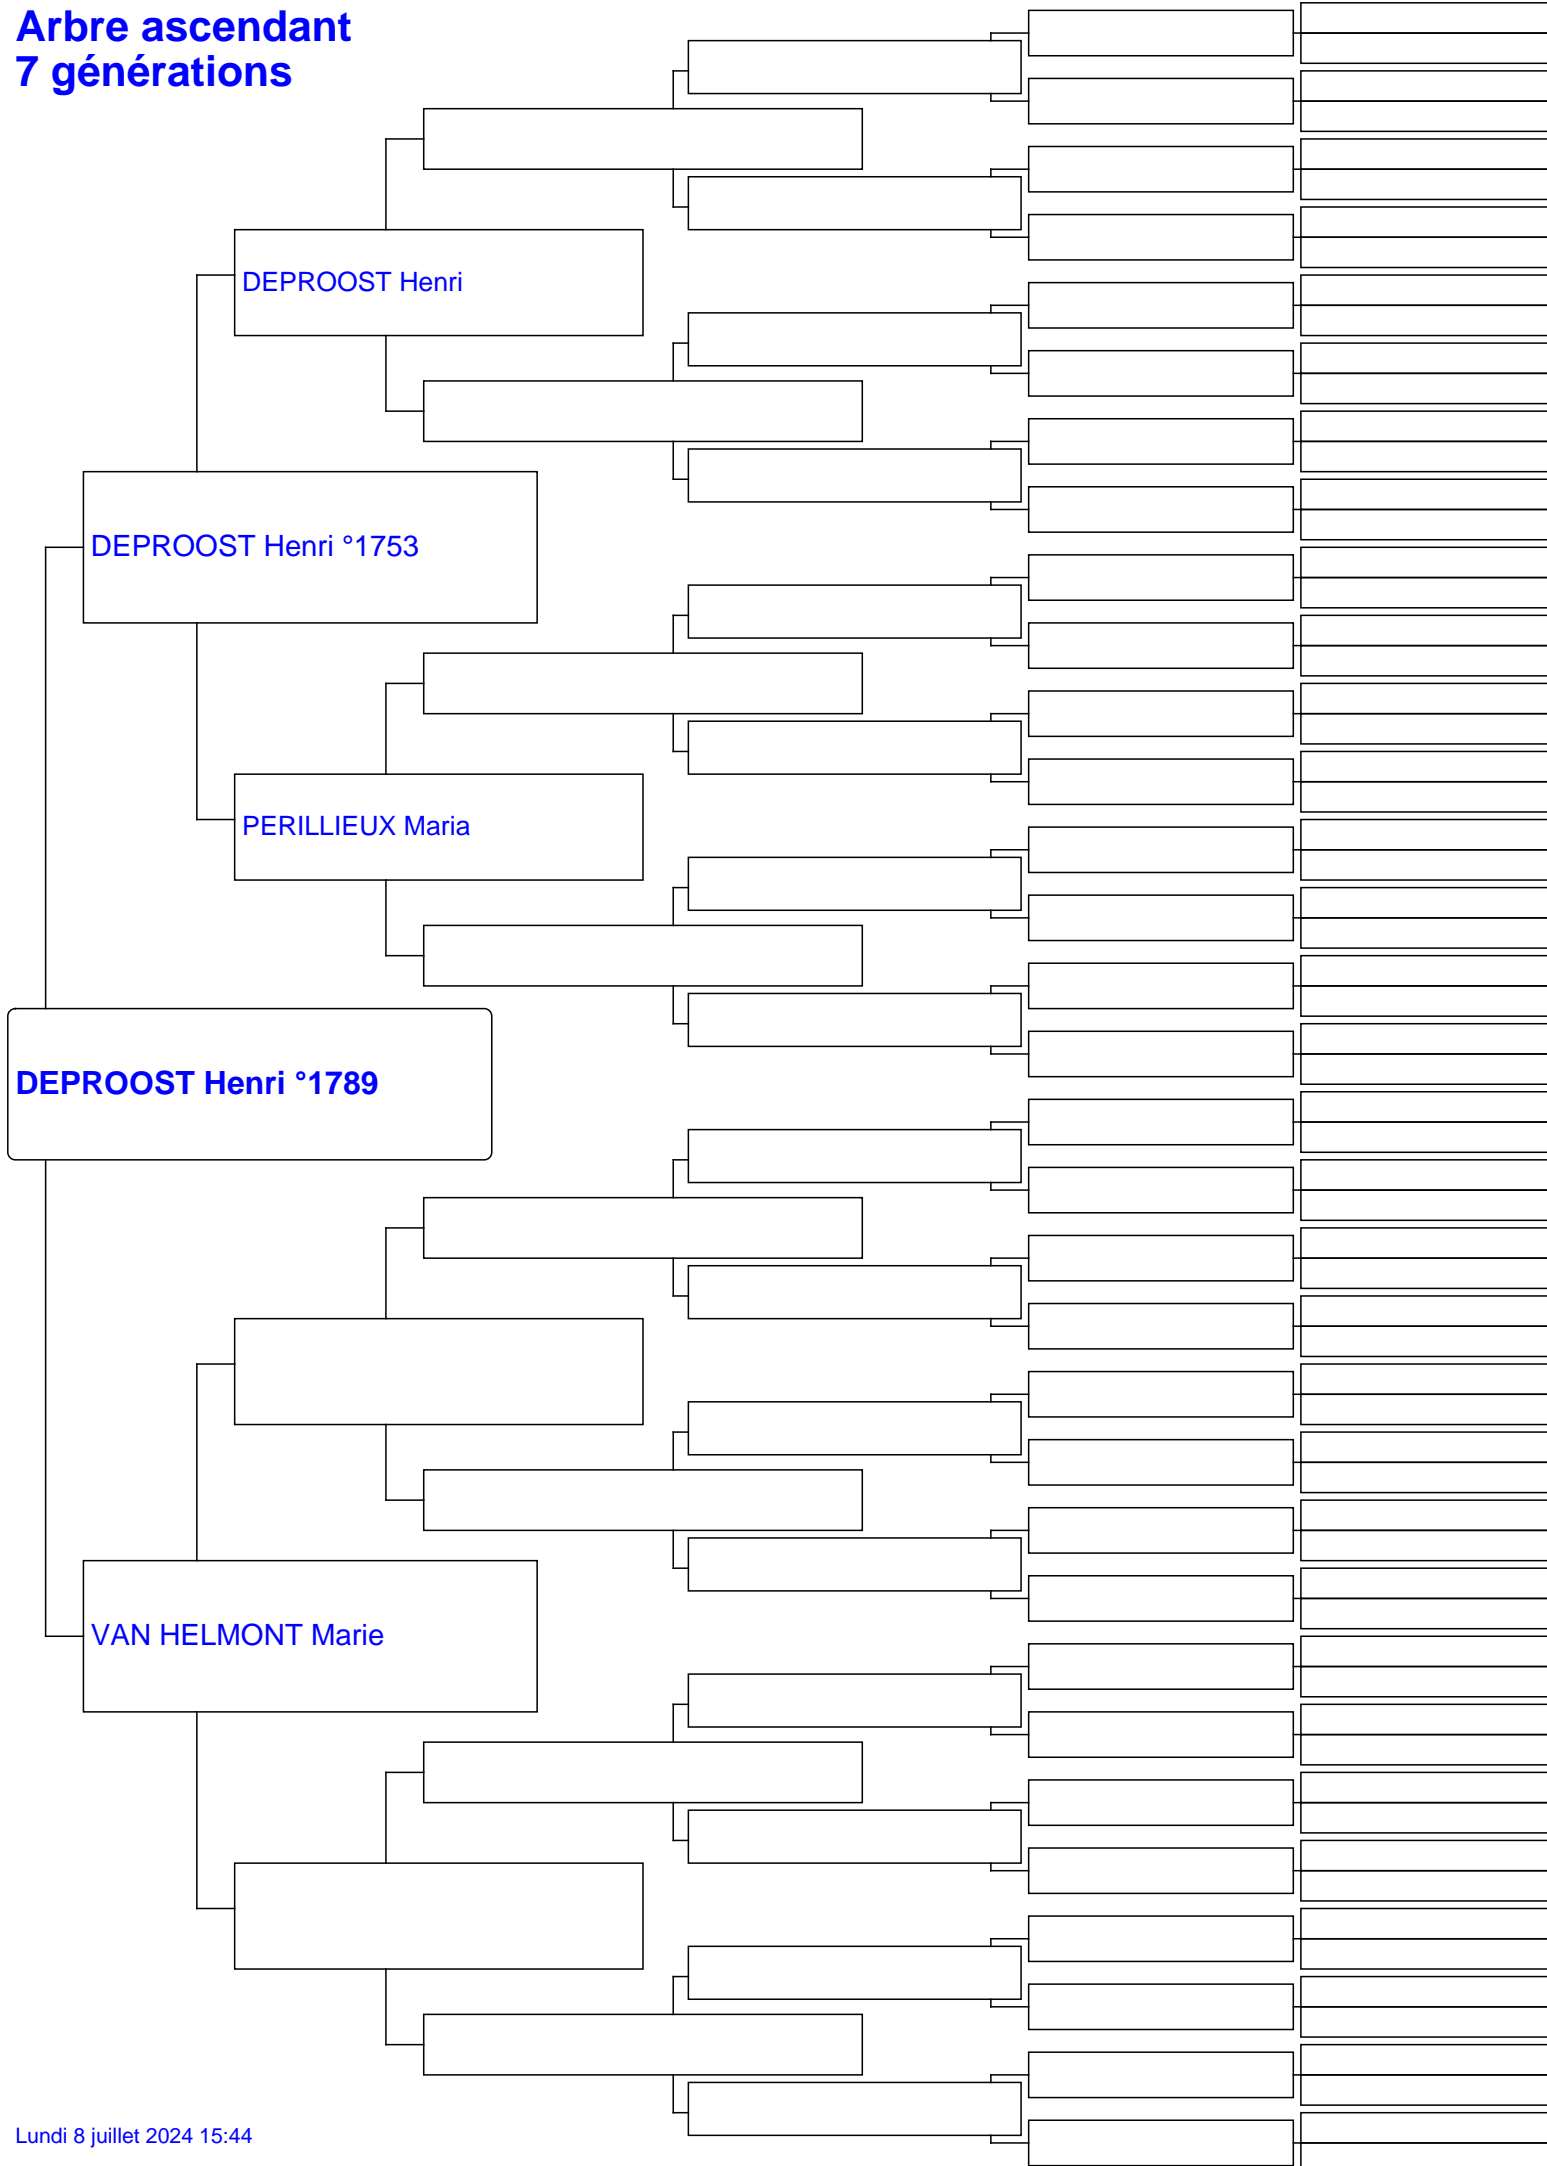 Arbre ascendant
7 générations
DEPROOST Henri
DEPROOST Henri °1753
PERILLIEUX Maria
DEPROOST Henri °1789
VAN HELMONT Marie
Lundi 8 juillet 2024 15:44